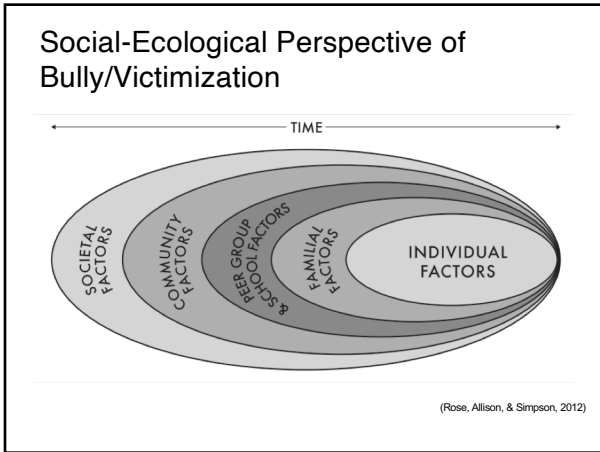 Social-Ecological Perspective of
Bully/Victimization
TIME
SOCIETAL
FACTORS
COMMUNITY
FACTORS
PEER GROUP
& SCHOOL FACTORS
FAMILIAL
FACTORS
INDIVIDUAL
FACTORS
(Rose, Allison, & Simpson, 2012)